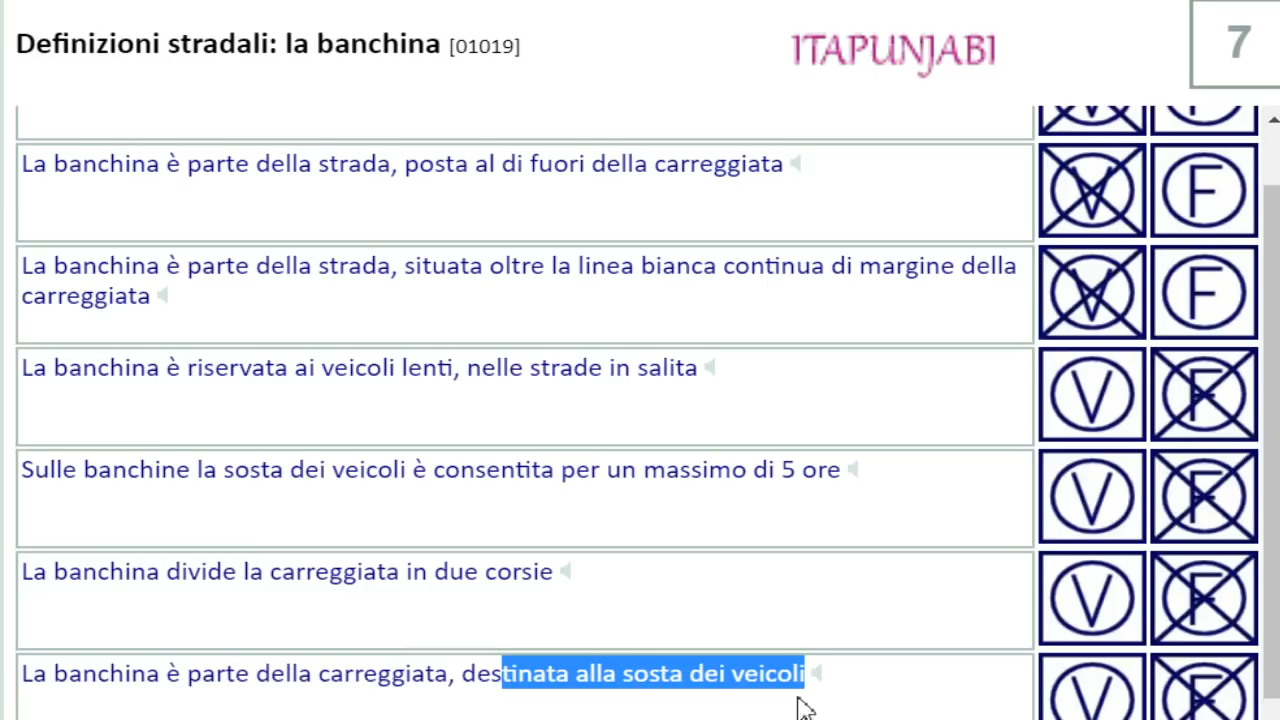 Definizioni stradali: la banchina [01019]
ITAPUNJABI
7
V F
La banchina è parte della strada, posta al di fuori della carreggiata
V F
La banchina è parte della strada, situata oltre la linea bianca continua di margine della
carreggiata
V F
La banchina è riservata ai veicoli lenti, nelle strade in salita
V F
Sulle banchine la sosta dei veicoli è consentita per un massimo di 5 ore
V F
La banchina divide la carreggiata in due corsie
V F
La banchina è parte della carreggiata, destinata alla sosta dei veicoli
V F